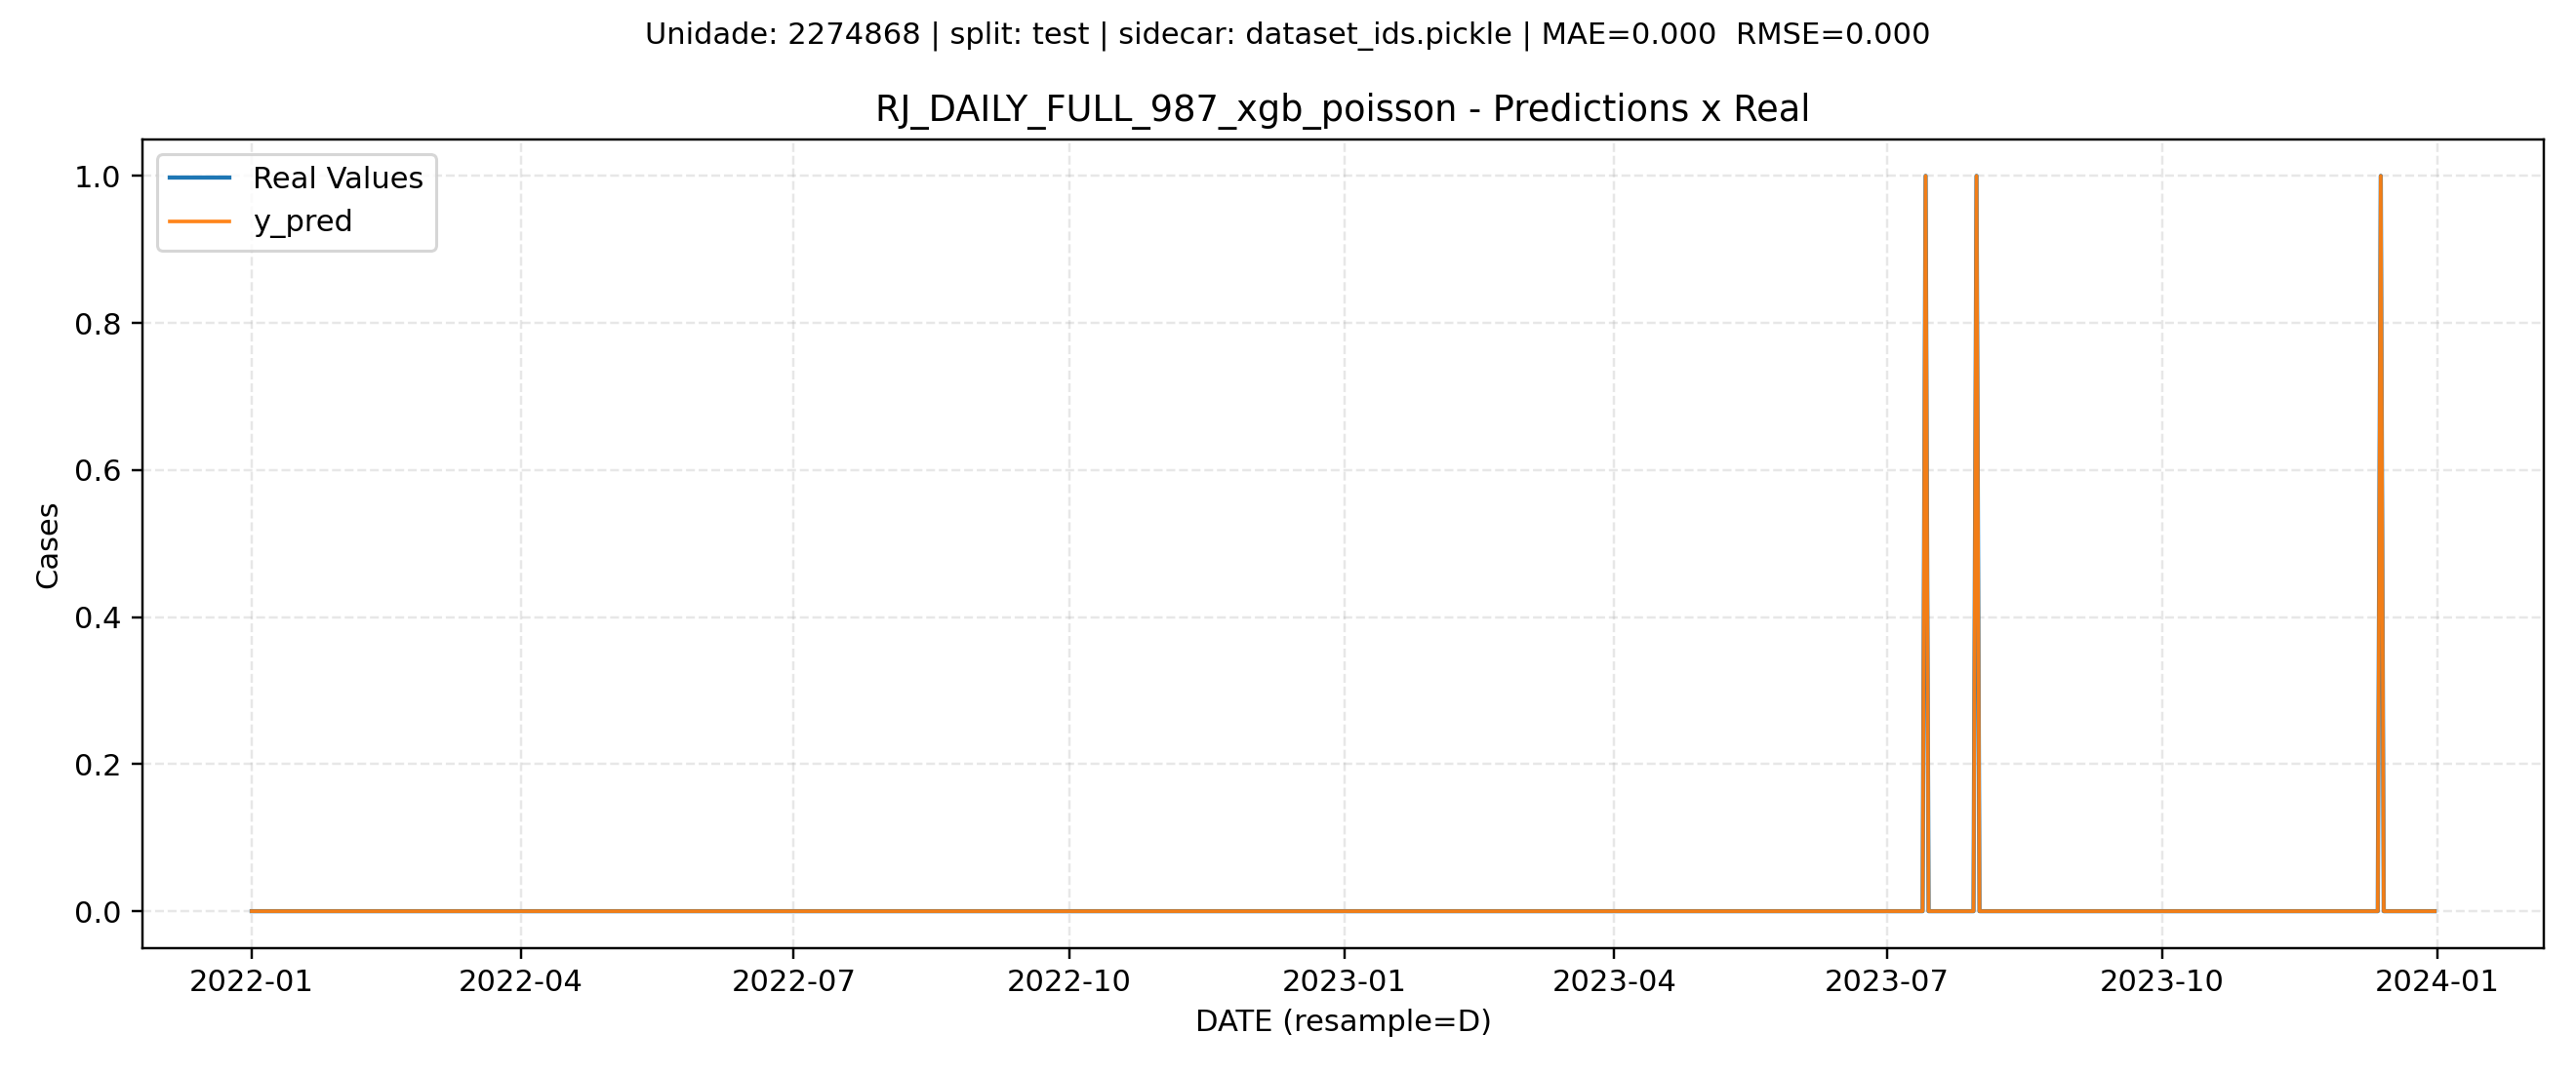 Unidade: 2274868 | split: test | sidecar: dataset_ids.pickle | MAE=0.000  RMSE=0.000
RJ_DAILY_FULL_987_xgb_poisson - Predictions x Real
Real Values
y_pred
1.0
0.8
0.6
0.4
0.2
0.0
Cases
2022-01 2022-04 2022-07 2022-10 2023-01 2023-04 2023-07 2023-10 2024-01
DATE (resample=D)